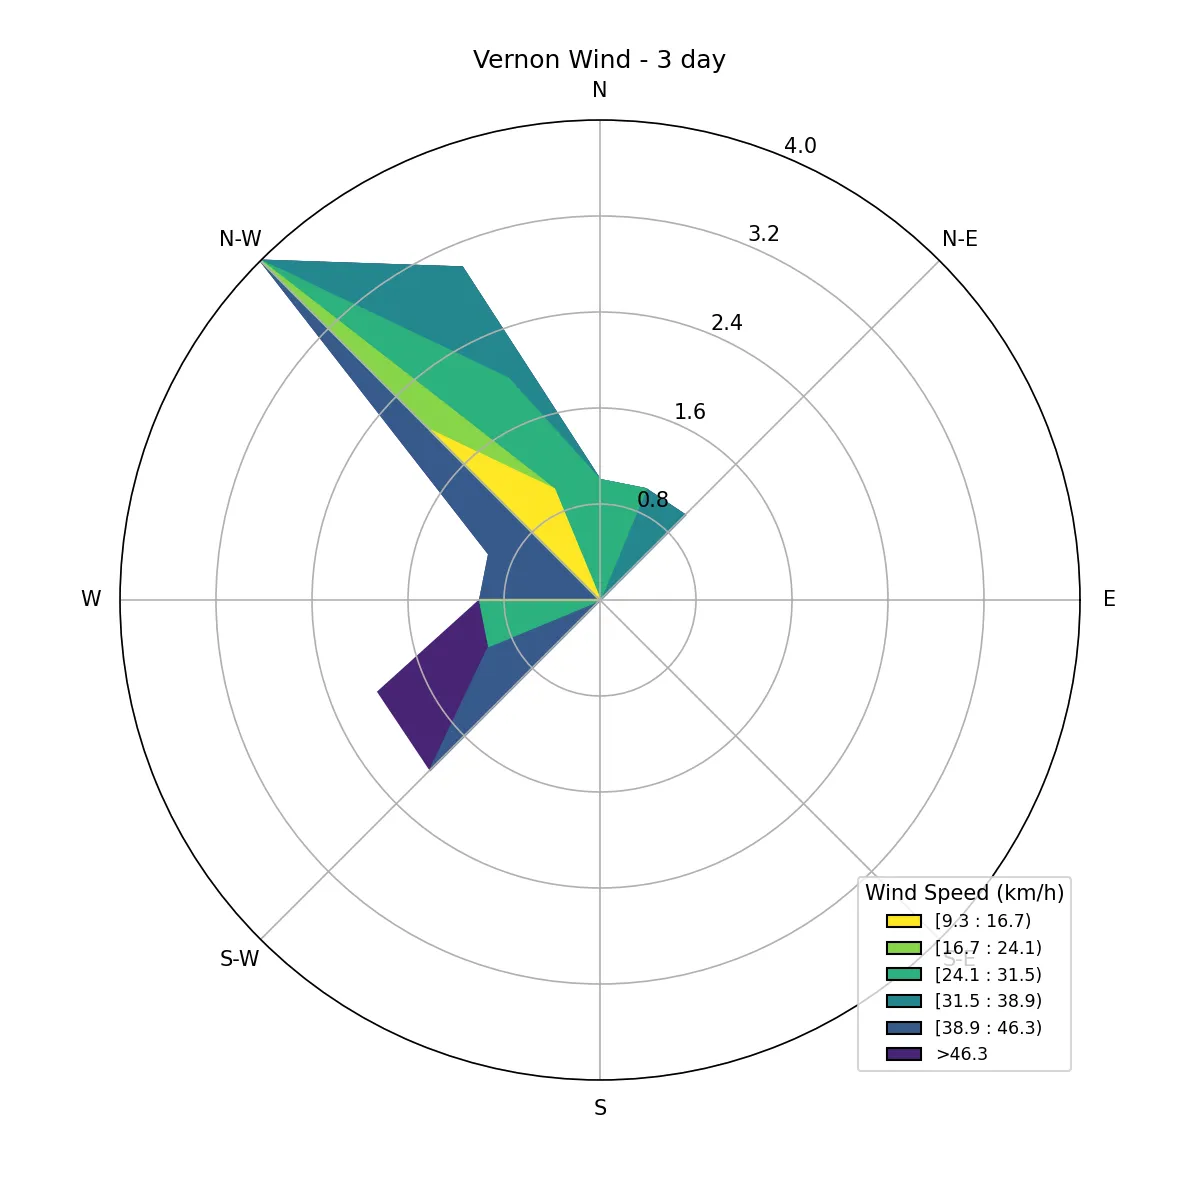 Vernon Wind - 3 day
N
4.0
N-W
N-E
3.2
2.4
1.6
0.8
W
E
Wind Speed (km/h)
[9.3 : 16.7)
[16.7 : 24.1)
S-W
S-E
[24.1 : 31.5)
[31.5 : 38.9)
[38.9 : 46.3)
>46.3
S